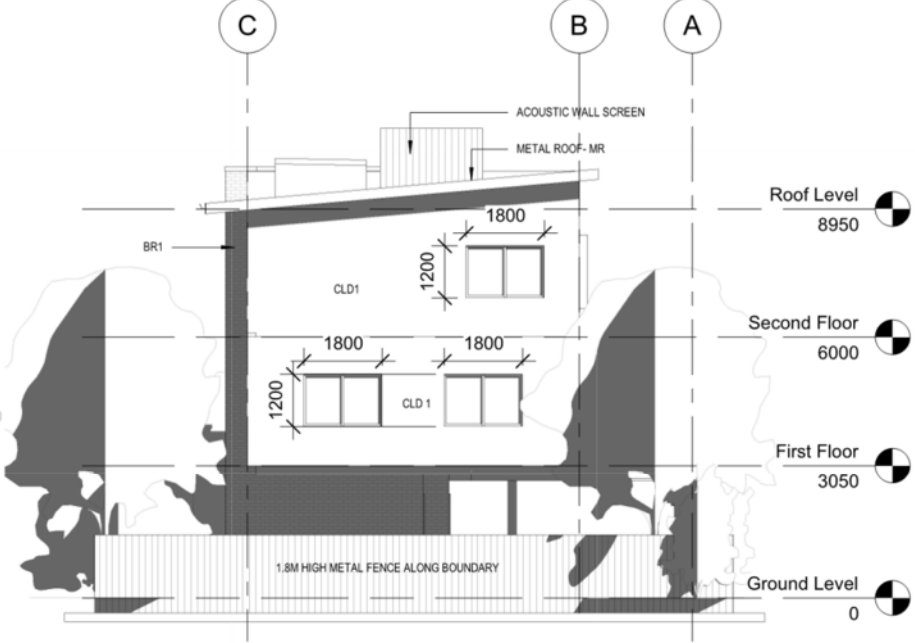 C
B
A
ACOUSTIC WALL SCREEN
METAL ROOF- MR
Roof Level
8950
1800
BR1
1200
CLD1
Second Floor
6000
1800
1800
1200
CLD 1
First Floor
3050
1.8M HIGH METAL FENCE ALONG BOUNDARY
Ground Level
0